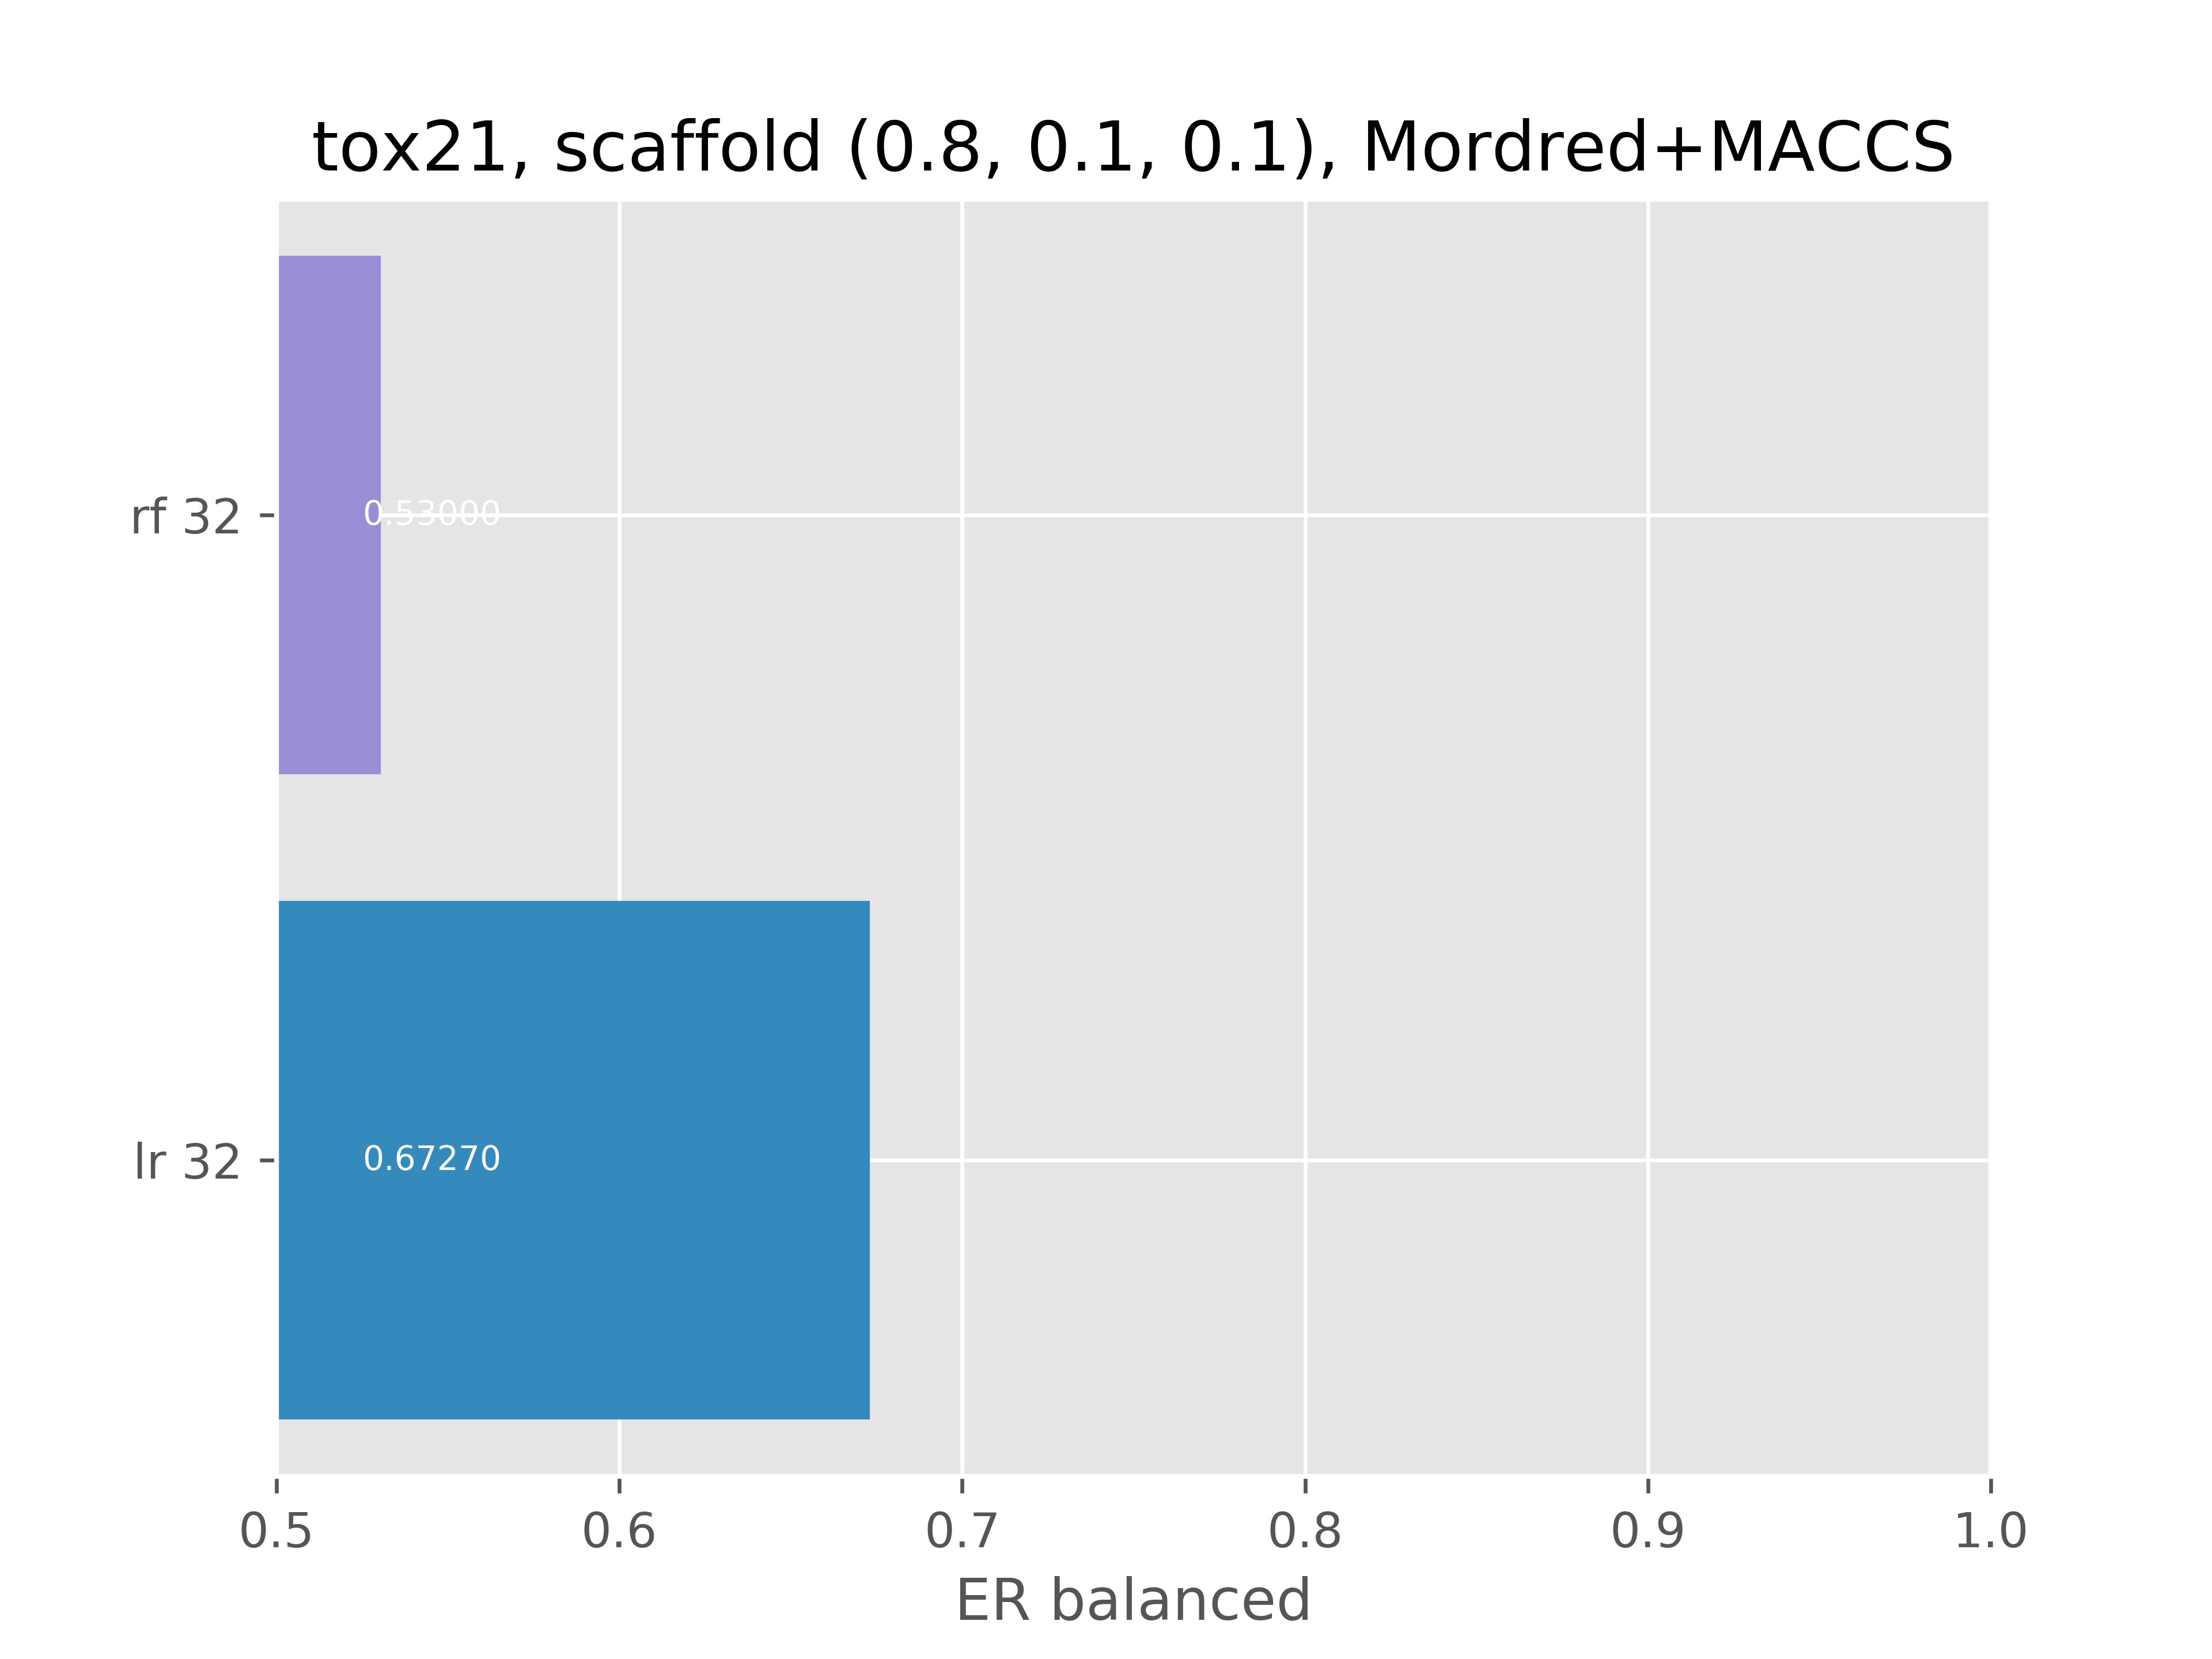 tox21, scaffold (0.8, 0.1, 0.1), Mordred+MACCS
rf 32
0.53000
lr 32
0.67270
0.5 0.6 0.7 0.8 0.9 1.0
ER balanced